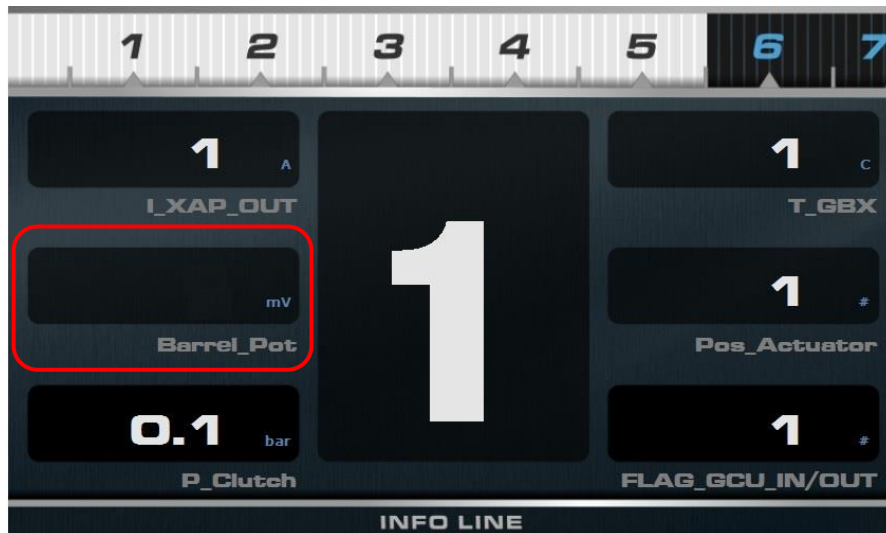 1 2 3 4 5 6 7
1 A 1 C
I_XAP_OUT T_GBX
1
mV 1 #
Barrel_Pot Pos_Actuator
0.1 bar 1 #
P_Clutch FLAG_GCU_IN/OUT
INFO LINE